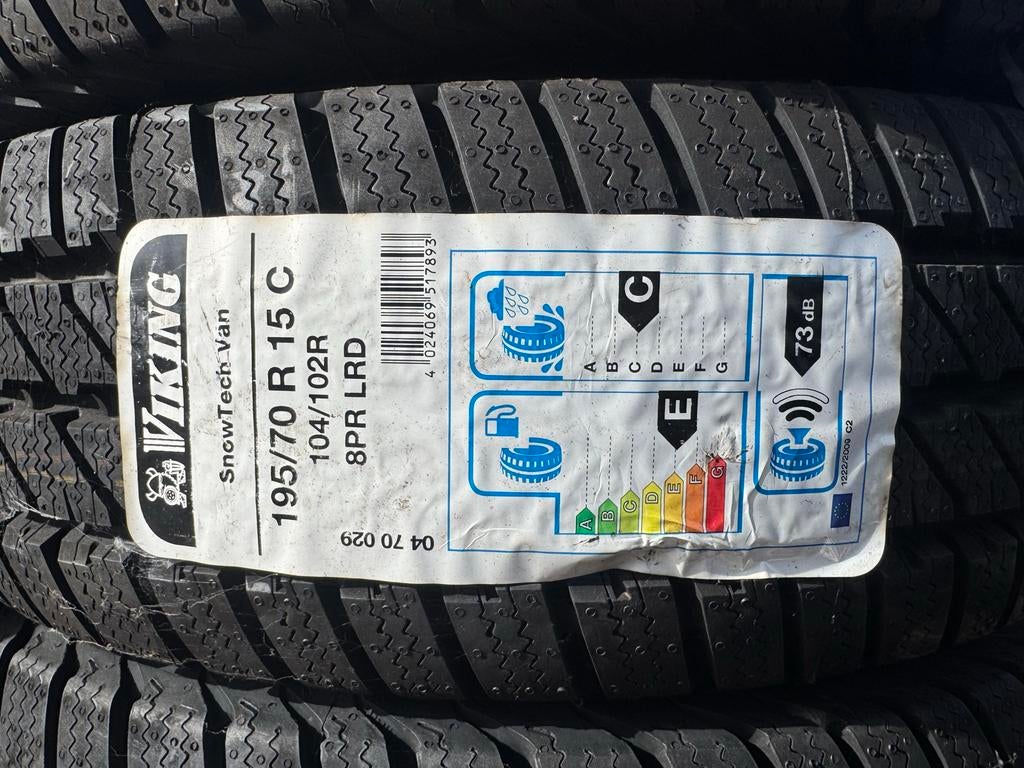 VIKING
SnowTech Van
195/70 R 15 C
104/102R
8PR LRD
04 70 029
4 024069 517893
A
B
C
D
E
F
G
E
A
B
C
D
E
F
G
C
73 dB
1222/2009 C2